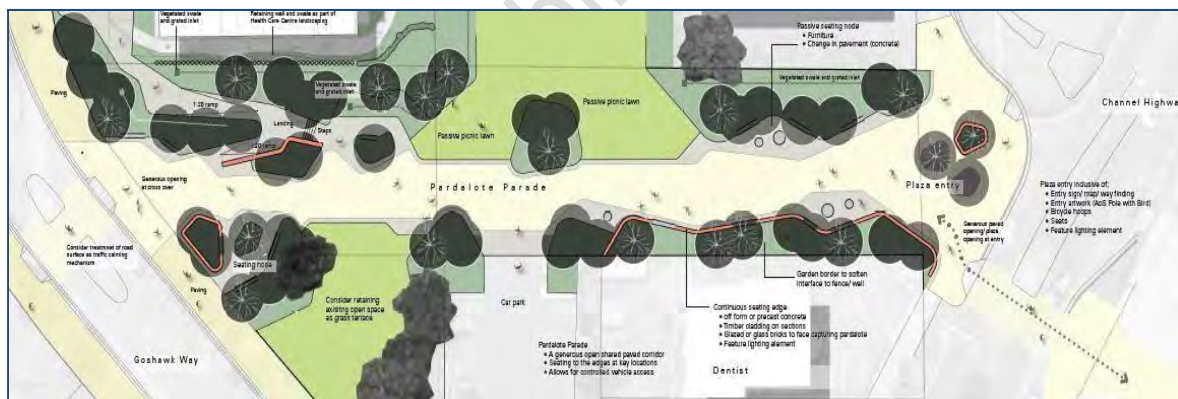 Vegetated swale
and grated inlet
Retaining wall and swale as part of
Health Care Centre landscaping
Passive seating node
• Furniture
• Change in pavement (concrete)
Vegetated swale
and grated inlet
Vegetated swale and grated inlet
Paving
1:20 ramp
Landing
Steps
1:20 ramp
Passive picnic lawn
Passive picnic lawn
Channel Highwa
Generous opening
at cross over
Pardalote Parade
Plaza entry
Plaza entry inclusive of;
• Entry sign/ map/ way finding
• Entry artwork (AoS Pole with Bird)
• Bicycle hoops
• Seats
• Feature lighting element
Generous paved
opening/ plaza
opening at entry
Consider treatment of road
surface as traffic calming
mechanism
Seating node
Paving
Consider retaining
existing open space
as grass terrace
Car park
Garden border to soften
interface to fence/ wall
Continuous seating edge
• off form or precast concrete
• Timber cladding on sections
• Glazed or glass bricks to face capturing pardalote
• Feature lighting element
Pardalote Parade
• A generous open shared paved corridor
• Seating to the edges at key locations
• Allows for controlled vehicle access
Goshawk Way
Dentist